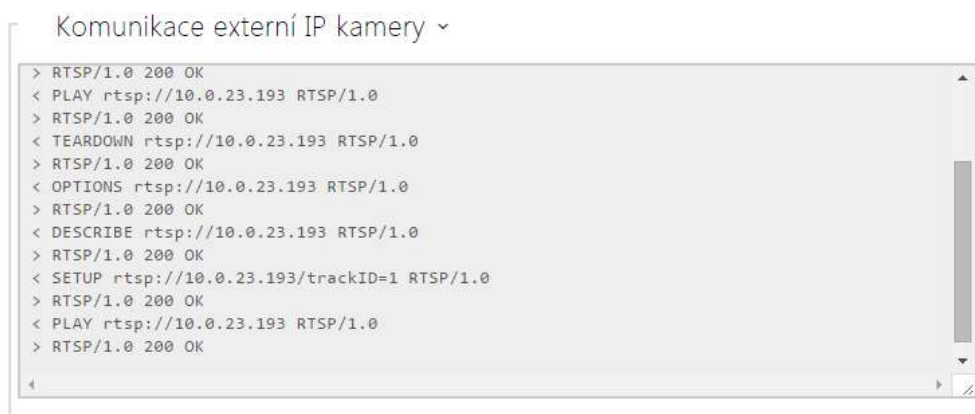 Komunikace externí IP kamery
> RTSP/1.0 200 OK
< PLAY rtsp://10.0.23.193 RTSP/1.0
> RTSP/1.0 200 OK
< TEARDOWN rtsp://10.0.23.193 RTSP/1.0
> RTSP/1.0 200 OK
< OPTIONS rtsp://10.0.23.193 RTSP/1.0
> RTSP/1.0 200 OK
< DESCRIBE rtsp://10.0.23.193 RTSP/1.0
> RTSP/1.0 200 OK
< SETUP rtsp://10.0.23.193/trackID=1 RTSP/1.0
> RTSP/1.0 200 OK
< PLAY rtsp://10.0.23.193 RTSP/1.0
> RTSP/1.0 200 OK